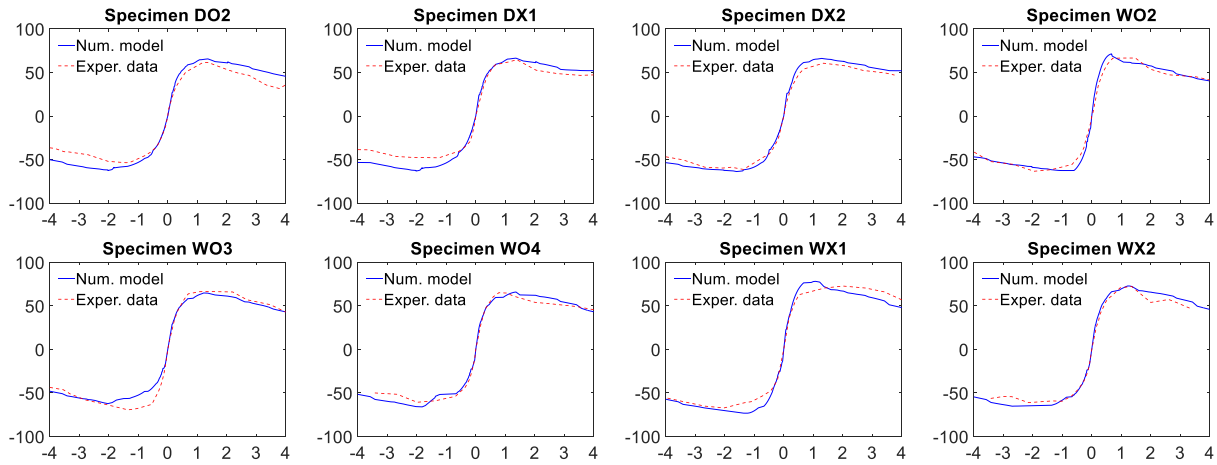 Specimen DO2
100
50
0
-50
-100
Num. model
Exper. data
-4 -3 -2 -1 0 1 2 3 4
Specimen DX1
100
50
0
-50
-100
Num. model
Exper. data
-4 -3 -2 -1 0 1 2 3 4
Specimen DX2
100
50
0
-50
-100
Num. model
Exper. data
-4 -3 -2 -1 0 1 2 3 4
Specimen WO2
100
50
0
-50
-100
Num. model
Exper. data
-4 -3 -2 -1 0 1 2 3 4
Specimen WO3
100
50
0
-50
-100
Num. model
Exper. data
-4 -3 -2 -1 0 1 2 3 4
Specimen WO4
100
50
0
-50
-100
Num. model
Exper. data
-4 -3 -2 -1 0 1 2 3 4
Specimen WX1
100
50
0
-50
-100
Num. model
Exper. data
-4 -3 -2 -1 0 1 2 3 4
Specimen WX2
100
50
0
-50
-100
Num. model
Exper. data
-4 -3 -2 -1 0 1 2 3 4